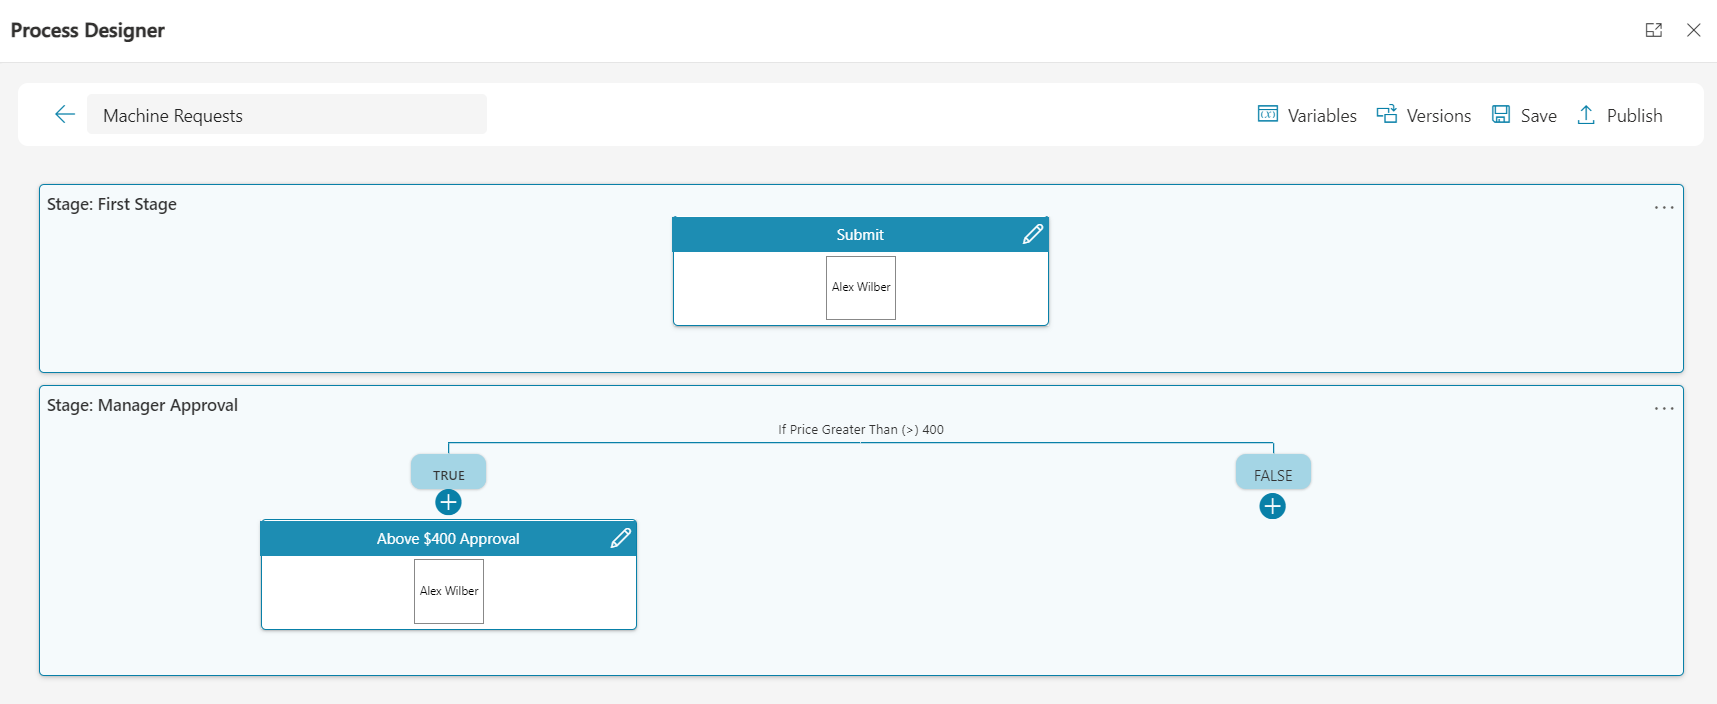 Process Designer
Machine Requests
Variables
Versions
Save
Publish
Stage: First Stage
Submit
Alex Wilber
Stage: Manager Approval
If Price Greater Than (>) 400
TRUE
FALSE
Above $400 Approval
Alex Wilber